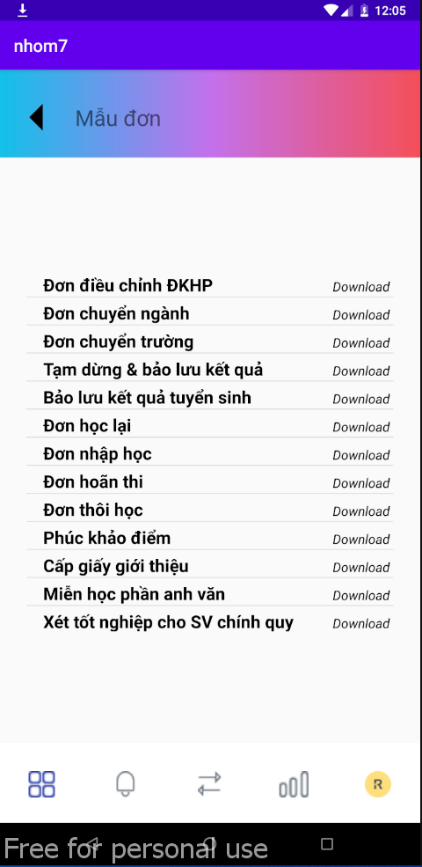 12:05
nhom7
Mẫu đơn
Đơn điều chỉnh ĐKHP Download
Đơn chuyển ngành Download
Đơn chuyển trường Download
Tạm dừng & bảo lưu kết quả Download
Bảo lưu kết quả tuyển sinh Download
Đơn học lại Download
Đơn nhập học Download
Đơn hoãn thi Download
Đơn thôi học Download
Phúc khảo điểm Download
Cấp giấy giới thiệu Download
Miễn học phần anh văn Download
Xét tốt nghiệp cho SV chính quy Download
R
Free for personal use